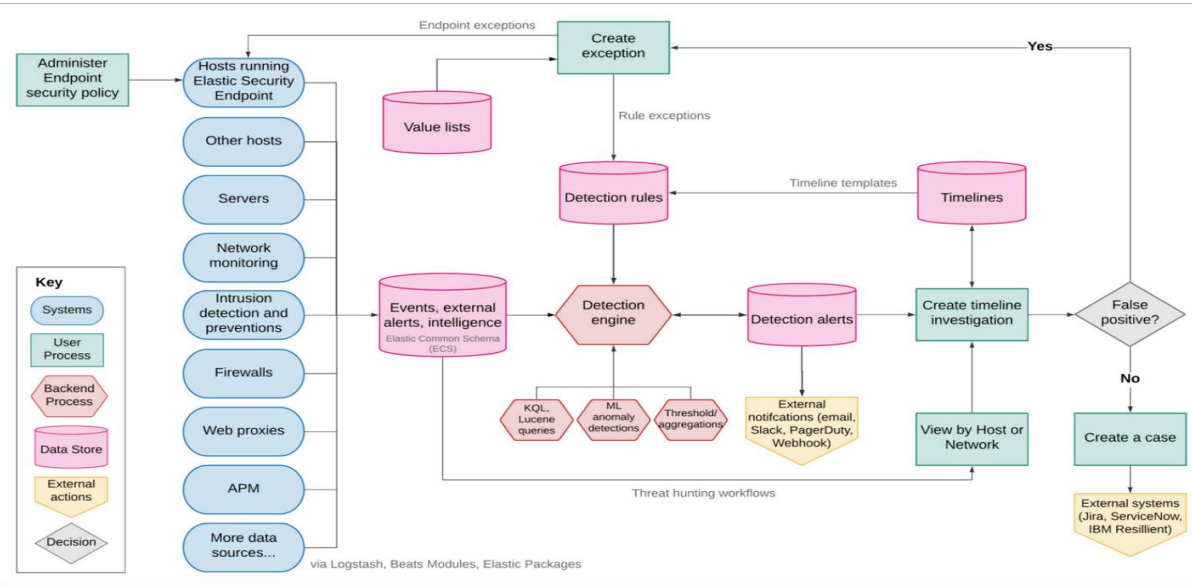 Endpoint exceptions
Create
exception
Yes
Administer
Endpoint
security policy
Hosts running
Elastic Security
Endpoint
Value lists
Rule exceptions
Other hosts
Detection rules
Timeline templates
Timelines
Servers
Network
monitoring
Key
Systems
User
Process
Backend
Process
Data Store
External
actions
Decision
Intrusion
detection and
preventions
Events, external
alerts, intelligence
Elastic Common Schema
(ECS)
Detection
engine
Detection alerts
Create timeline
investigation
False
positive?
No
Firewalls
KQL,
Lucene
queries
ML
anomaly
detections
Threshold/
aggregations
External
notifcations (email,
Slack, PagerDuty,
Webhook)
View by Host or
Network
Create a case
Web proxies
APM
Threat hunting workflows
External systems
(Jira, ServiceNow,
IBM Resillient)
More data
sources...
via Logstash, Beats Modules, Elastic Packages